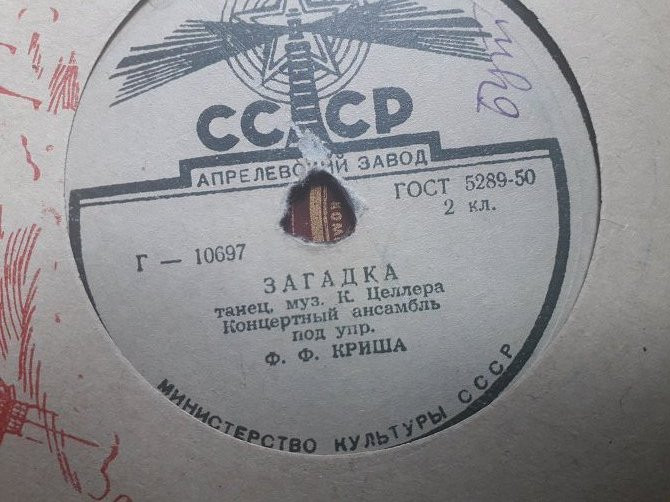 СССР
АПРЕЛЕВСКИЙ ЗАВОД
ГОСТ 5289-50
2 кл.
Г — 10697
ЗАГАДКА
танец, муз. К. Целлера
Концертный ансамбль
под упр.
Ф. Ф. КРИША
МИНИСТЕРСТВО КУЛЬТУРЫ СССР